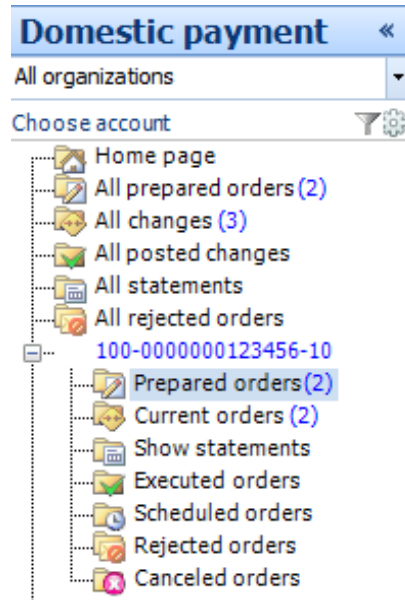 Domestic payment «
All organizations
Choose account
Home page
All prepared orders (2)
All changes (3)
All posted changes
All statements
All rejected orders
100-0000000123456-10
Prepared orders (2)
Current orders (2)
Show statements
Executed orders
Scheduled orders
Rejected orders
Canceled orders